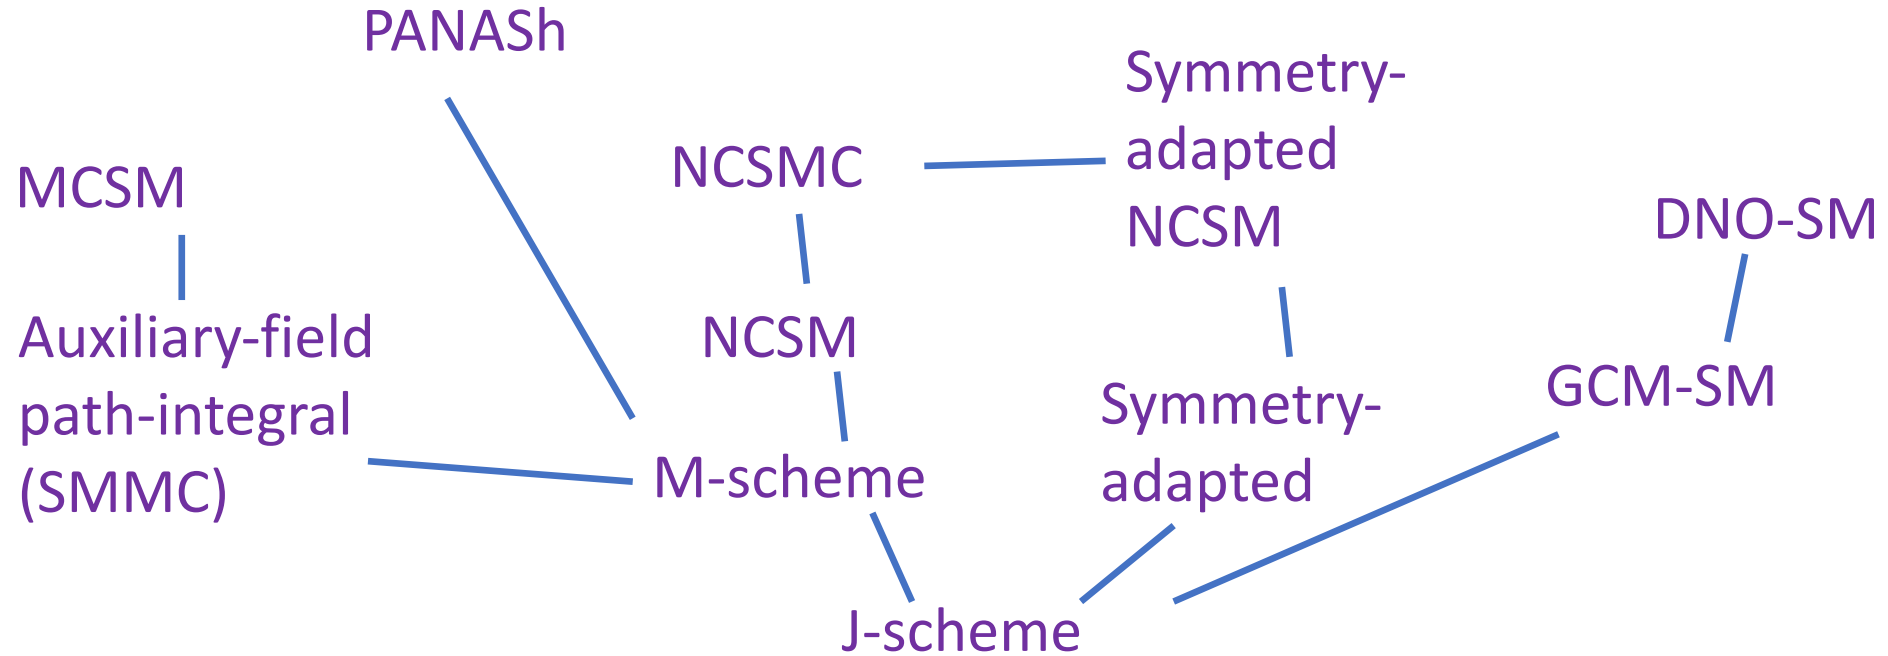 PANASh
Symmetry-
adapted
NCSM
NCSMC
MCSM
DNO-SM
Auxiliary-field
path-integral
(SMMC)
NCSM
GCM-SM
Symmetry-
adapted
M-scheme
J-scheme